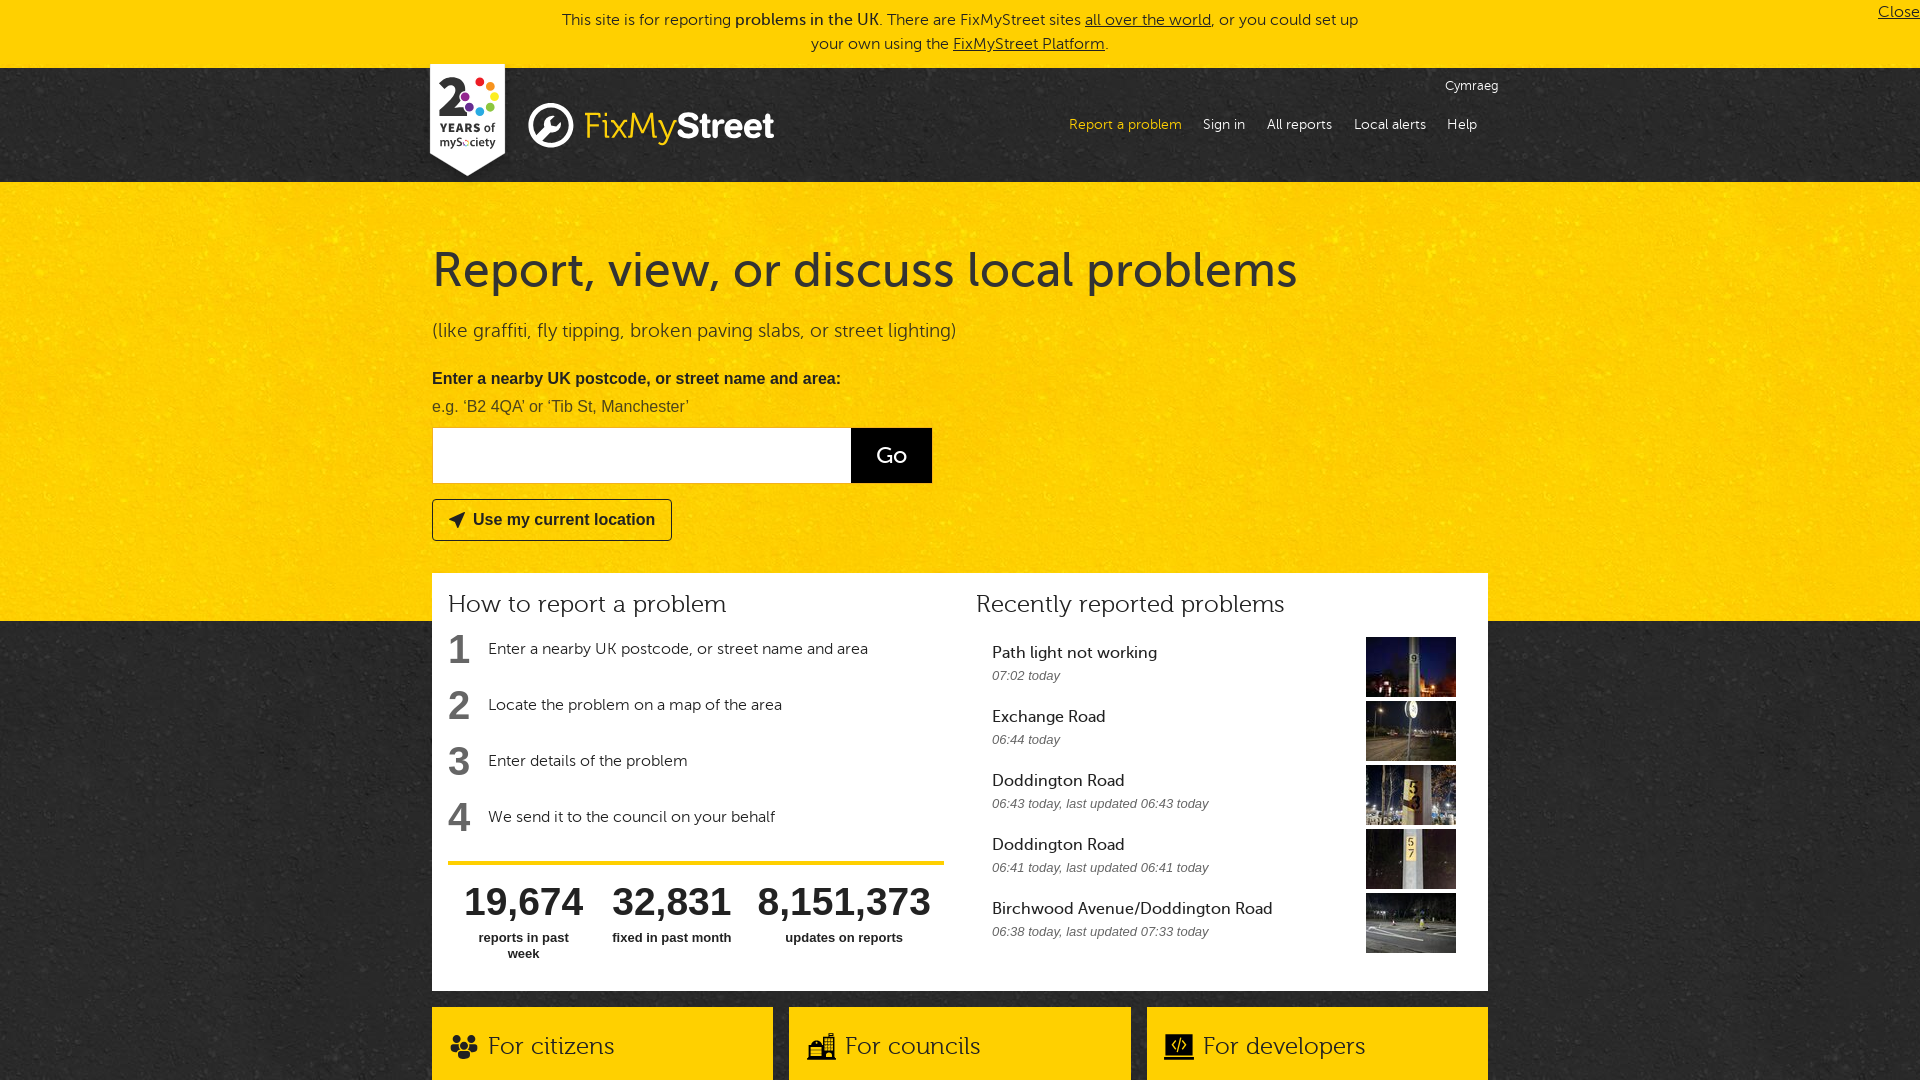 This site is for reporting problems in the UK. There are FixMyStreet sites all over the world, or you could set up
your own using the FixMyStreet Platform.
Close
20
YEARS of
mySociety
FixMyStreet
Cymraeg
Report a problem
Sign in
All reports
Local alerts
Help
Report, view, or discuss local problems
(like graffiti, fly tipping, broken paving slabs, or street lighting)
Enter a nearby UK postcode, or street name and area:
e.g. ‘B2 4QA’ or ‘Tib St, Manchester’
Go
Use my current location
How to report a problem
1 Enter a nearby UK postcode, or street name and area
2 Locate the problem on a map of the area
3 Enter details of the problem
4 We send it to the council on your behalf
19,674
reports in past
week
32,831
fixed in past month
8,151,373
updates on reports
Recently reported problems
Path light not working
07:02 today
9
Exchange Road
06:44 today
Doddington Road
06:43 today, last updated 06:43 today
53
Doddington Road
06:41 today, last updated 06:41 today
57
Birchwood Avenue/Doddington Road
06:38 today, last updated 07:33 today
For citizens
For councils
For developers